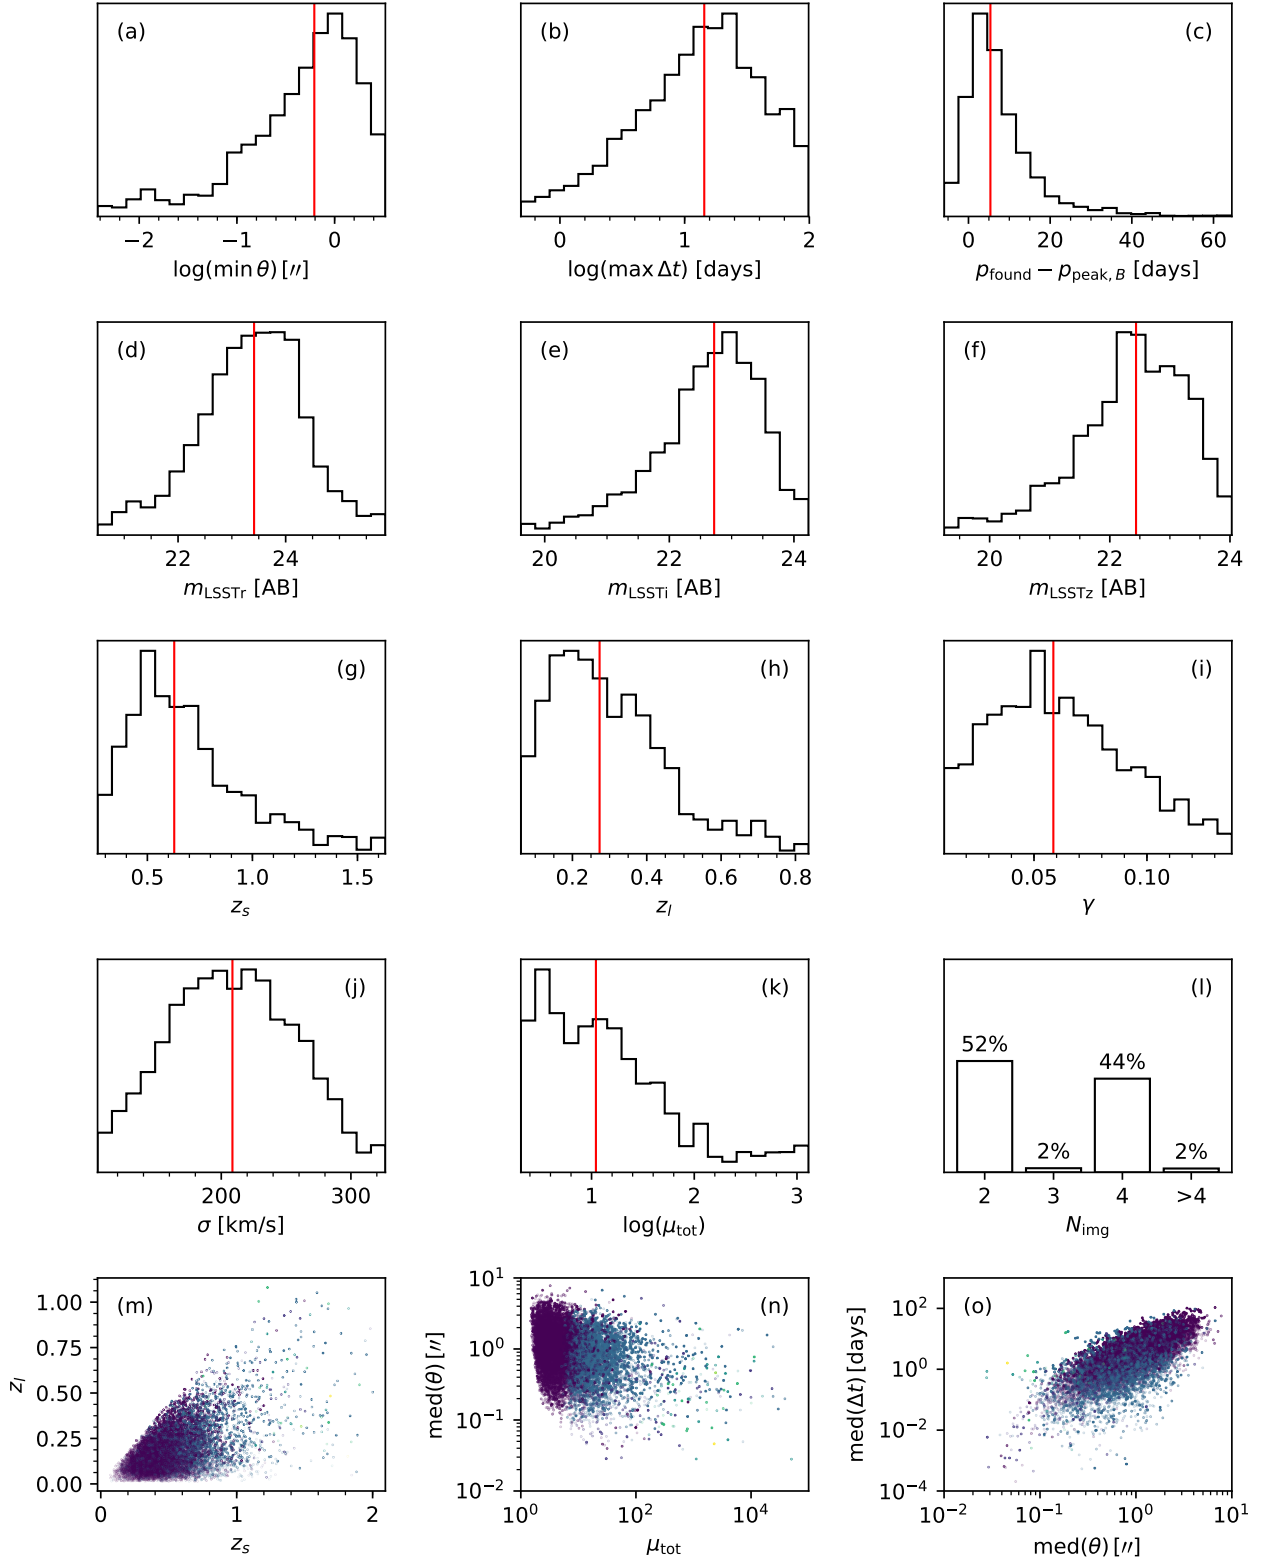 (a) (b) (c)
−2 −1 0 0 1 2 0 20 40 60
log(min θ) [″] log(max Δt) [days] p_found − p_peak, B [days]
(d) (e) (f)
22 24 20 22 24 20 22 24
m_LSSTr [AB] m_LSSTi [AB] m_LSSTz [AB]
(g) (h) (i)
0.5 1.0 1.5 0.2 0.4 0.6 0.8 0.05 0.10
z_s z_l γ
(j) (k) (l)
52% 44%
2% 2%
200 300 1 2 3 2 3 4 >4
σ [km/s] log(μ_tot) N_img
(m) (n) (o)
1.00
0.75
0.50
0.25
0.00
z_l
10^1
10^0
10^−1
10^−2
med(θ) [″]
10^2
10^0
10^−2
10^−4
med(Δt) [days]
0 1 2 10^0 10^2 10^4 10^−2 10^−1 10^0 10^1
z_s μ_tot med(θ) [″]